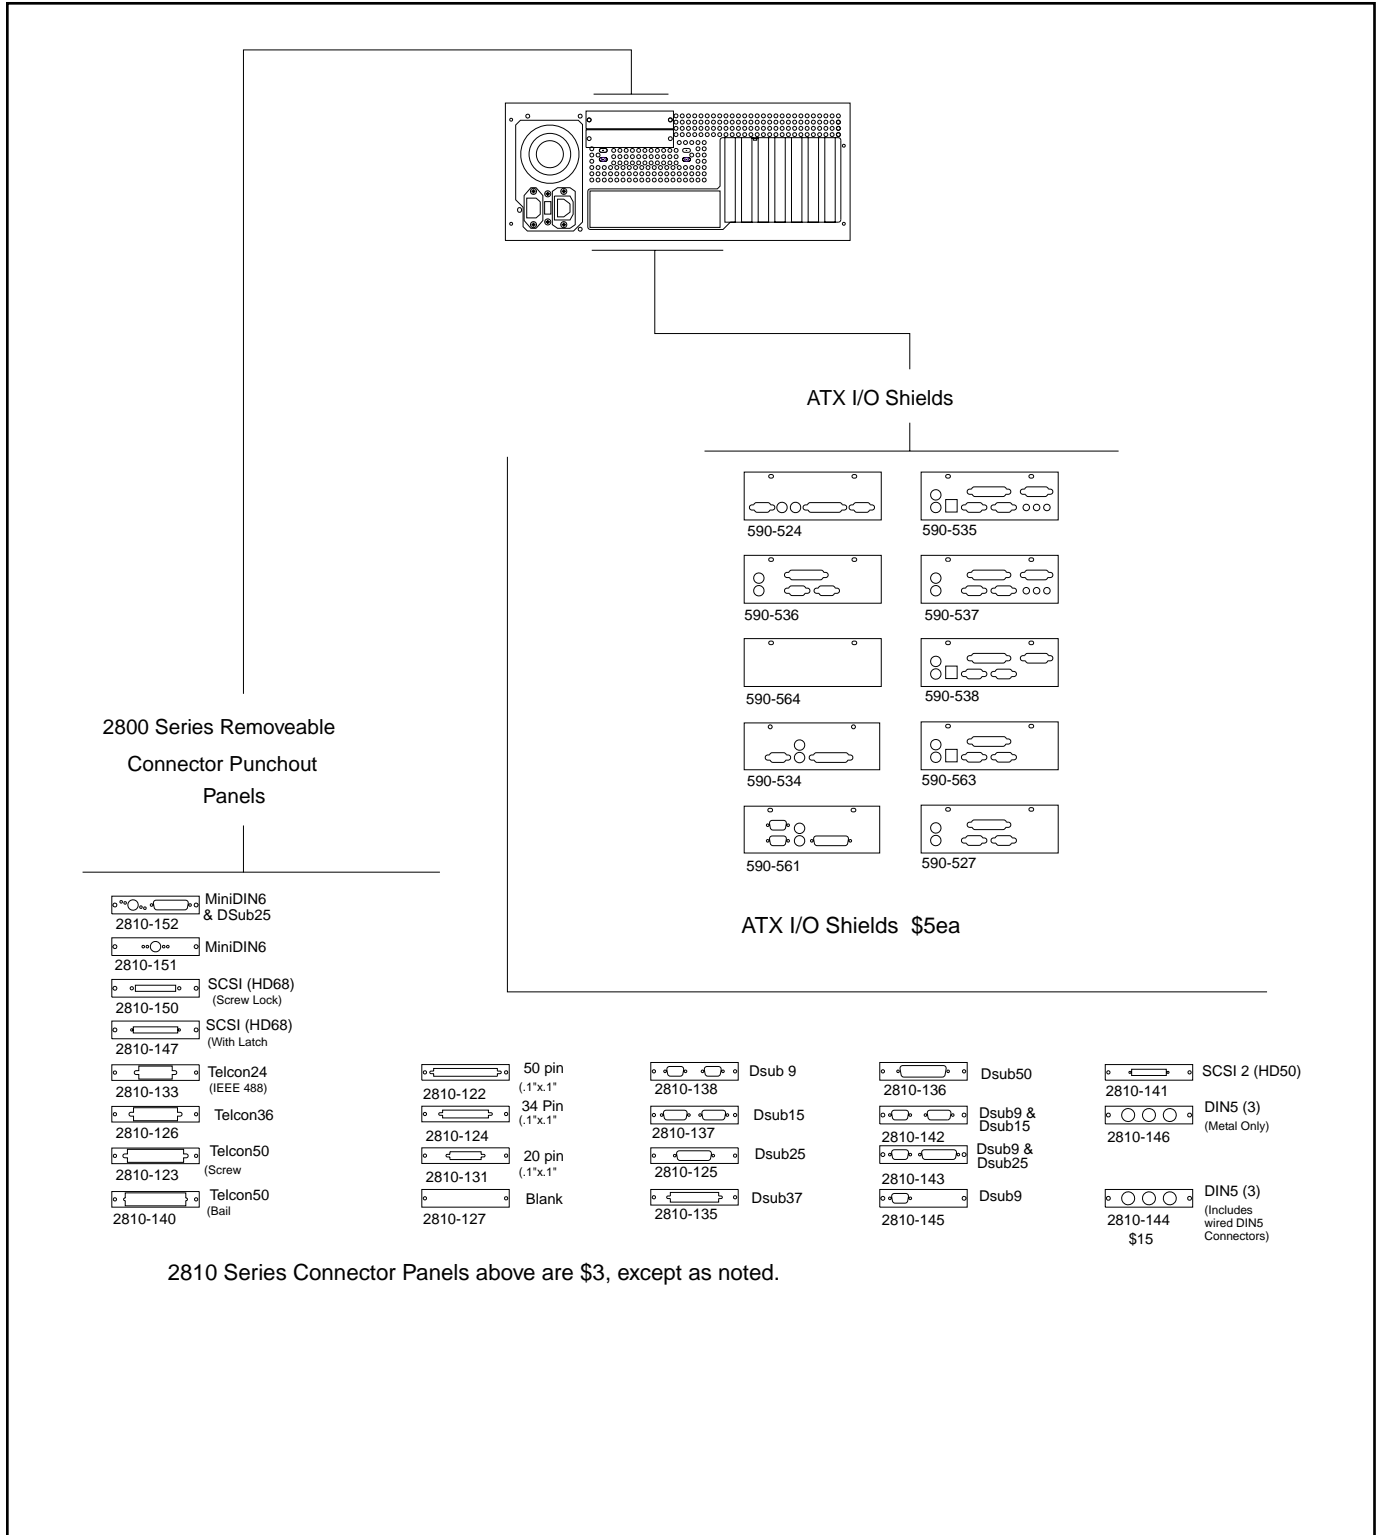 ATX I/O Shields
590-524
590-535
590-536
590-537
590-564
590-538
590-534
590-563
590-561
590-527
ATX I/O Shields $5ea
2800 Series Removeable
Connector Punchout
Panels
MiniDIN6
& DSub25
2810-152
MiniDIN6
2810-151
SCSI (HD68)
(Screw Lock)
2810-150
SCSI (HD68)
(With Latch
2810-147
Telcon24
(IEEE 488)
2810-133
Telcon36
2810-126
Telcon50
(Screw
2810-123
Telcon50
(Bail
2810-140
50 pin
(.1"x.1"
2810-122
34 Pin
(.1"x.1"
2810-124
20 pin
(.1"x.1"
2810-131
Blank
2810-127
Dsub 9
2810-138
Dsub15
2810-137
Dsub25
2810-125
Dsub37
2810-135
Dsub50
2810-136
Dsub9 &
Dsub15
2810-142
Dsub9 &
Dsub25
2810-143
Dsub9
2810-145
SCSI 2 (HD50)
2810-141
DIN5 (3)
(Metal Only)
2810-146
DIN5 (3)
(Includes
wired DIN5
Connectors)
2810-144
$15
2810 Series Connector Panels above are $3, except as noted.